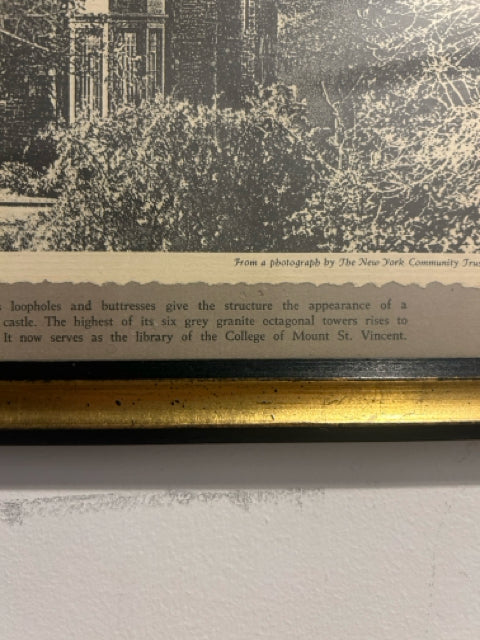 From a photograph by The New York Community
loopholes and buttresses give the structure the appearance of a
castle. The highest of its six grey granite octagonal towers rises to
It now serves as the library of the College of Mount St. Vincent.